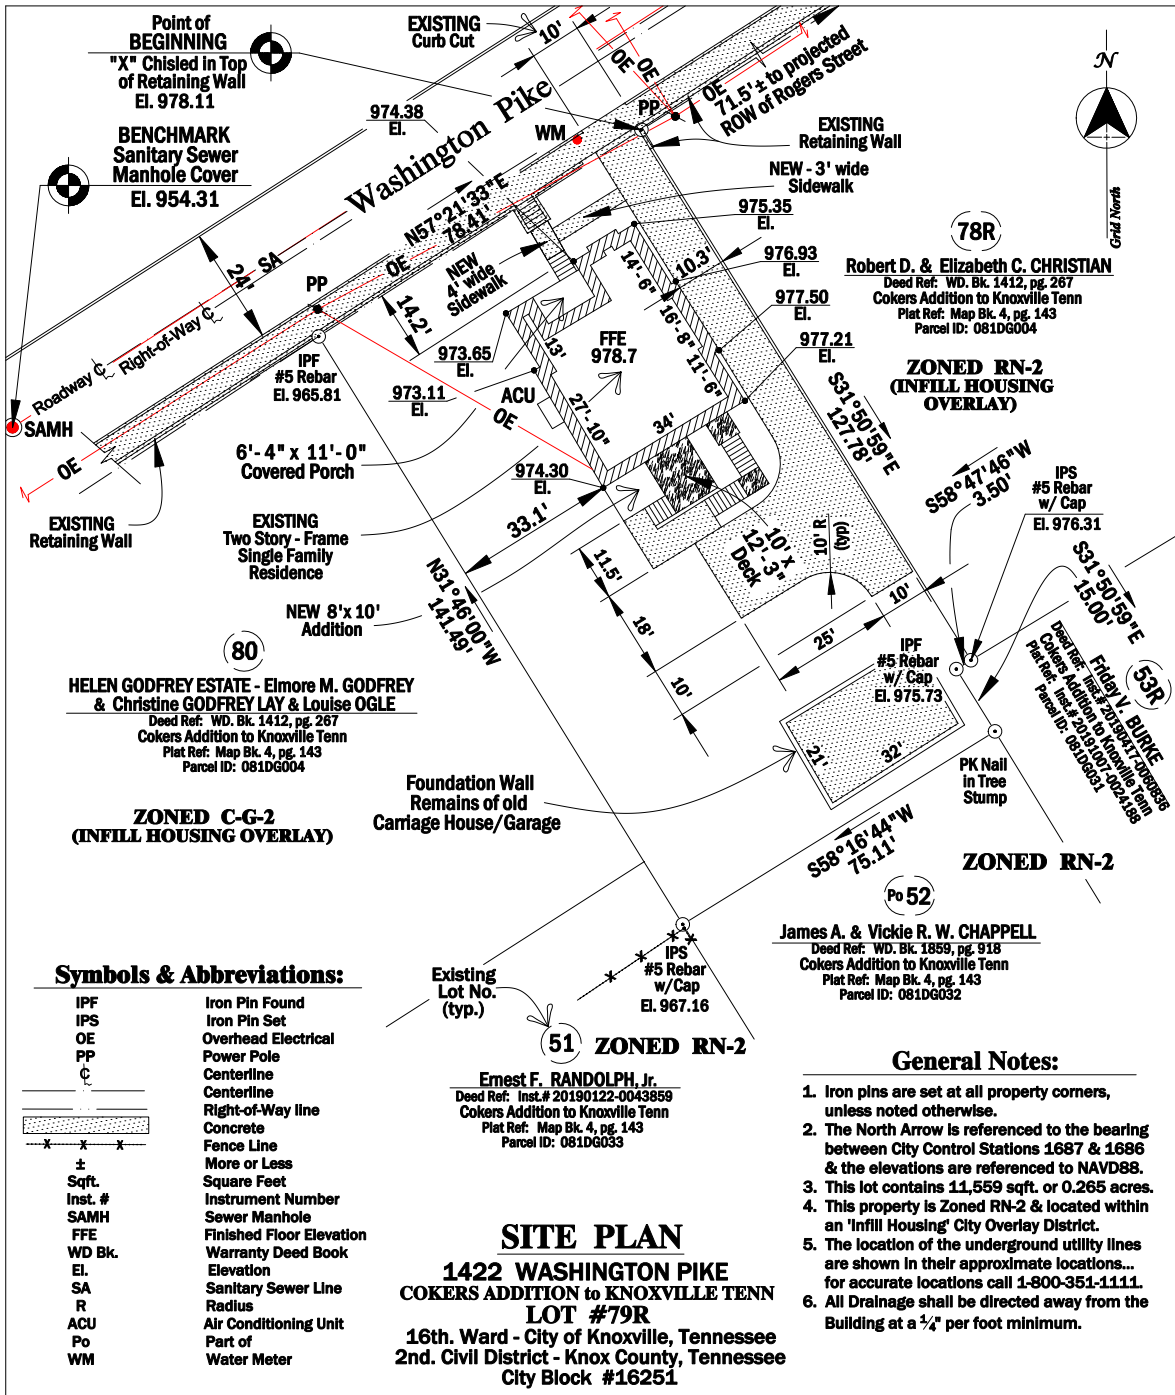 Point of
BEGINNING
"X" Chisled in Top
of Retaining Wall
El. 978.11
BENCHMARK
Sanitary Sewer
Manhole Cover
El. 954.31
EXISTING
Curb Cut
10'
974.38
El.
Washington Pike
WM
PP
OE
OE
OE
71.5'± to projected
ROW of Rogers Street
EXISTING
Retaining Wall
NEW - 3' wide
Sidewalk
N
Grid North
N57°21'33"E
78.41'
24'
SA
PP
OE
NEW
4' wide
Sidewalk
14.2'
975.35
El.
976.93
El.
977.50
El.
977.21
El.
10.3'
14'-6"
16'-8"
11'-6"
FFE
978.7
13'
27'-10"
34'
973.65
El.
973.11
El.
ACU
OE
974.30
El.
78R
Robert D. & Elizabeth C. CHRISTIAN
Deed Ref: WD. Bk. 1412, pg. 267
Cokers Addition to Knoxville Tenn
Plat Ref: Map Bk. 4, pg. 143
Parcel ID: 081DG004
ZONED RN-2
(INFILL HOUSING
OVERLAY)
Roadway ℄
Right-of-Way ℄
IPF
#5 Rebar
El. 965.81
SAMH
OE
EXISTING
Retaining Wall
6'-4" x 11'-0"
Covered Porch
EXISTING
Two Story - Frame
Single Family
Residence
NEW 8'x 10'
Addition
33.1'
N31°46'00"W
141.49'
11.5'
18'
10'
10' x
12'-3"
Deck
10' R
(typ)
25'
10'
S31°50'59"E
127.78'
S58°47'46"W
3.50'
IPS
#5 Rebar
w/ Cap
El. 976.31
S31°50'59"E
15.00'
IPF
#5 Rebar
w/ Cap
El. 975.73
53R
Friday V. BURKE
Deed Ref: Inst.# 20190417-0060836
Cokers Addition to Knoxville Tenn
Plat Ref: Inst.# 20191007-0024188
Parcel ID: 081DG031
80
HELEN GODFREY ESTATE - Elmore M. GODFREY
& Christine GODFREY LAY & Louise OGLE
Deed Ref: WD. Bk. 1412, pg. 267
Cokers Addition to Knoxville Tenn
Plat Ref: Map Bk. 4, pg. 143
Parcel ID: 081DG004
ZONED C-G-2
(INFILL HOUSING OVERLAY)
Foundation Wall
Remains of old
Carriage House/Garage
21'
32'
PK Nail
in Tree
Stump
S58°16'44"W
75.11'
ZONED RN-2
Po 52
James A. & Vickie R. W. CHAPPELL
Deed Ref: WD. Bk. 1859, pg. 918
Cokers Addition to Knoxville Tenn
Plat Ref: Map Bk. 4, pg. 143
Parcel ID: 081DG032
IPS
#5 Rebar
w/Cap
El. 967.16
Existing
Lot No.
(typ.)
51
ZONED RN-2
Ernest F. RANDOLPH, Jr.
Deed Ref: Inst.# 20190122-0043859
Cokers Addition to Knoxville Tenn
Plat Ref: Map Bk. 4, pg. 143
Parcel ID: 081DG033
Symbols & Abbreviations:
IPF Iron Pin Found
IPS Iron Pin Set
OE Overhead Electrical
PP Power Pole
℄ Centerline
Centerline
Right-of-Way line
Concrete
X X X Fence Line
± More or Less
Sqft. Square Feet
Inst. # Instrument Number
SAMH Sewer Manhole
FFE Finished Floor Elevation
WD Bk. Warranty Deed Book
El. Elevation
SA Sanitary Sewer Line
R Radius
ACU Air Conditioning Unit
Po Part of
WM Water Meter
SITE PLAN
1422 WASHINGTON PIKE
COKERS ADDITION to KNOXVILLE TENN
LOT #79R
16th. Ward - City of Knoxville, Tennessee
2nd. Civil District - Knox County, Tennessee
City Block #16251
General Notes:
1. Iron pins are set at all property corners,
unless noted otherwise.
2. The North Arrow is referenced to the bearing
between City Control Stations 1687 & 1686
& the elevations are referenced to NAVD88.
3. This lot contains 11,559 sqft. or 0.265 acres.
4. This property is Zoned RN-2 & located within
an 'Infill Housing' City Overlay District.
5. The location of the underground utility lines
are shown in their approximate locations...
for accurate locations call 1-800-351-1111.
6. All Drainage shall be directed away from the
Building at a ¼" per foot minimum.